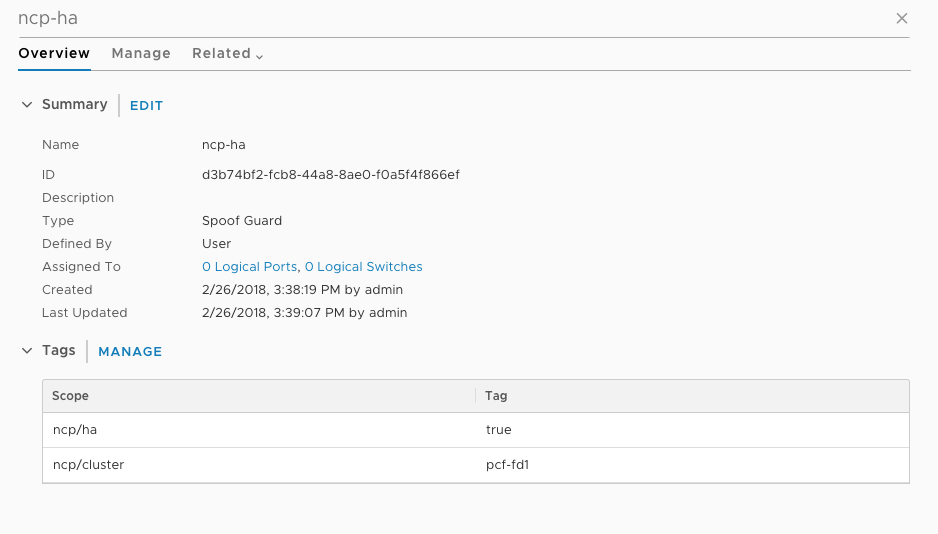 ncp-ha
Overview Manage Related
Summary EDIT
Name ncp-ha
ID d3b74bf2-fcb8-44a8-8ae0-f0a5f4f866ef
Description
Type Spoof Guard
Defined By User
Assigned To 0 Logical Ports, 0 Logical Switches
Created 2/26/2018, 3:38:19 PM by admin
Last Updated 2/26/2018, 3:39:07 PM by admin
Tags MANAGE
Scope Tag
ncp/ha true
ncp/cluster pcf-fd1